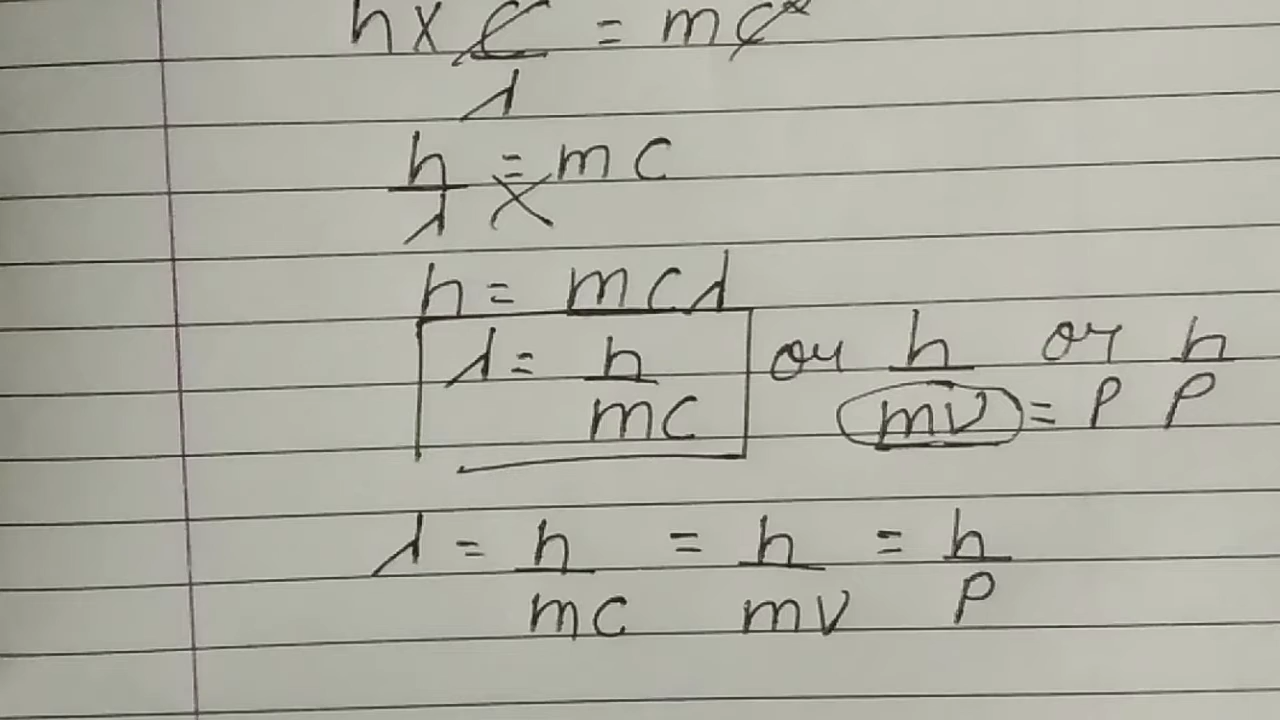 h x c/λ = mc²
h/λ = mc
h = mcλ
λ = h/mc or h/mv = p or h/p
λ = h/mc = h/mv = h/p